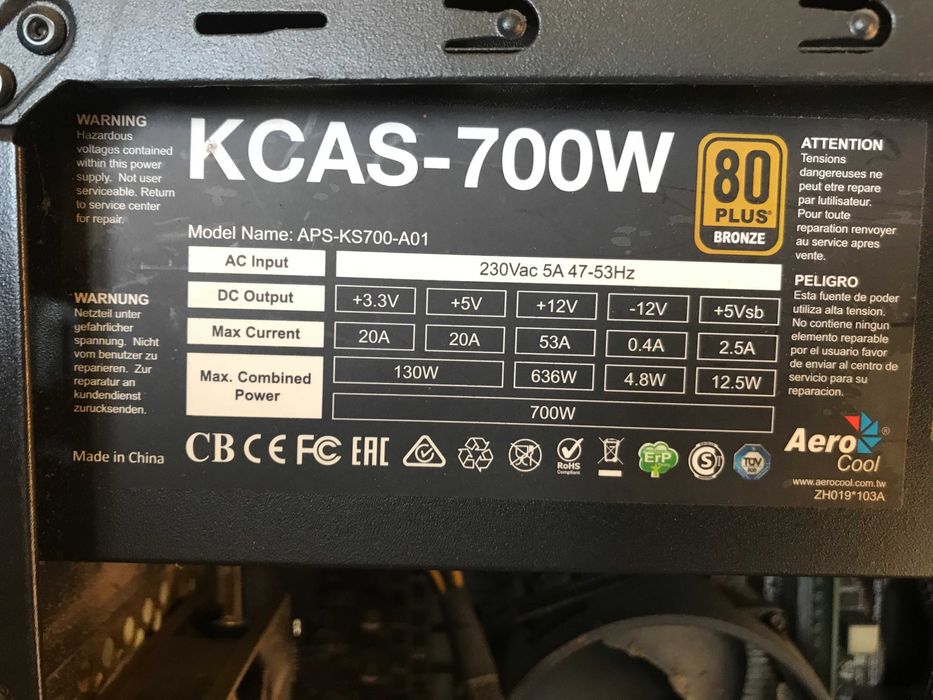 WARNING
Hazardous
voltages contained
within this power
supply. Not user
serviceable. Return
to service center
for repair.
WARNUNG
Netzteil unter
gefahrlicher
spannung. Nicht
vom benutzer zu
reparieren. Zur
reparatur an
kundendienst
zurucksenden.
Made in China
KCAS-700W
80
PLUS®
BRONZE
Model Name: APS-KS700-A01
AC Input 230Vac 5A 47-53Hz
DC Output +3.3V +5V +12V -12V +5Vsb
Max Current 20A 20A 53A 0.4A 2.5A
Max. Combined
Power
130W 636W 4.8W 12.5W
700W
CB CE FC EAC
RoHS
Compliant
ErP
S
TÜV
ATTENTION
Tensions
dangereuses ne
peut etre repare
par lutilisateur.
Pour toute
reparation renvoyer
au service apres
vente.
PELIGRO
Esta fuente de poder
utiliza alta tension.
No contiene ningun
elemento reparable
por el usuario favor
de enviar al centro de
servicio para su
reparacion.
Aero®
Cool
www.aerocool.com.tw
ZH019*103A